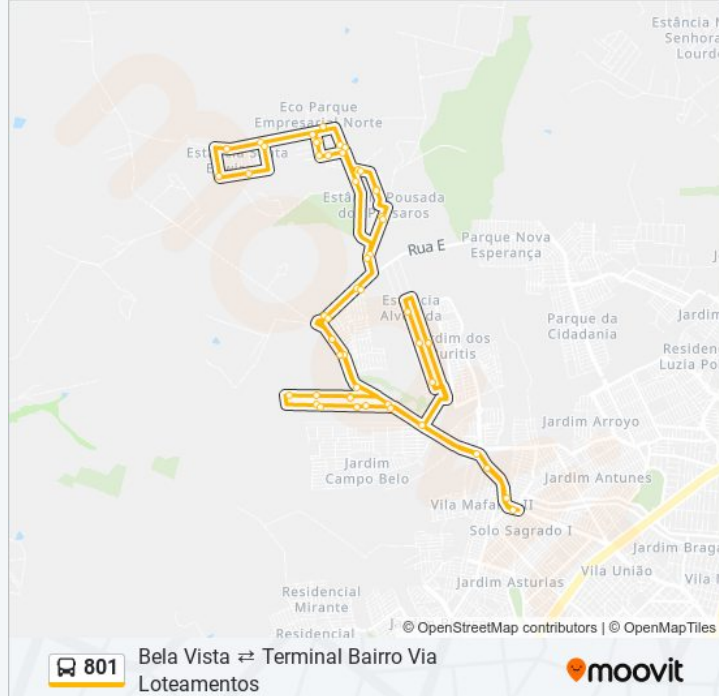 Estância N
Senhora
Lourd
Eco Parque
Empresarial Norte
Estância
Estância Pousada
dos Pássaros
Rua E
Parque Nova
Esperança
Estância
Alvorada
Jardim dos
Buritis
Parque da
Cidadania
Jardim
Residen
Luzia Po
Jardim Arroyo
Jardim
Campo Belo
Jardim Antunes
Vila Mafalda II
Solo Sagrado I
Jardim Braga
Vila União
Vila M
Jardim Asturias
Residencial
Mirante
Residencial
J
© OpenStreetMap contributors | © OpenMapTiles
801
Bela Vista ⇄ Terminal Bairro Via
Loteamentos
moovit